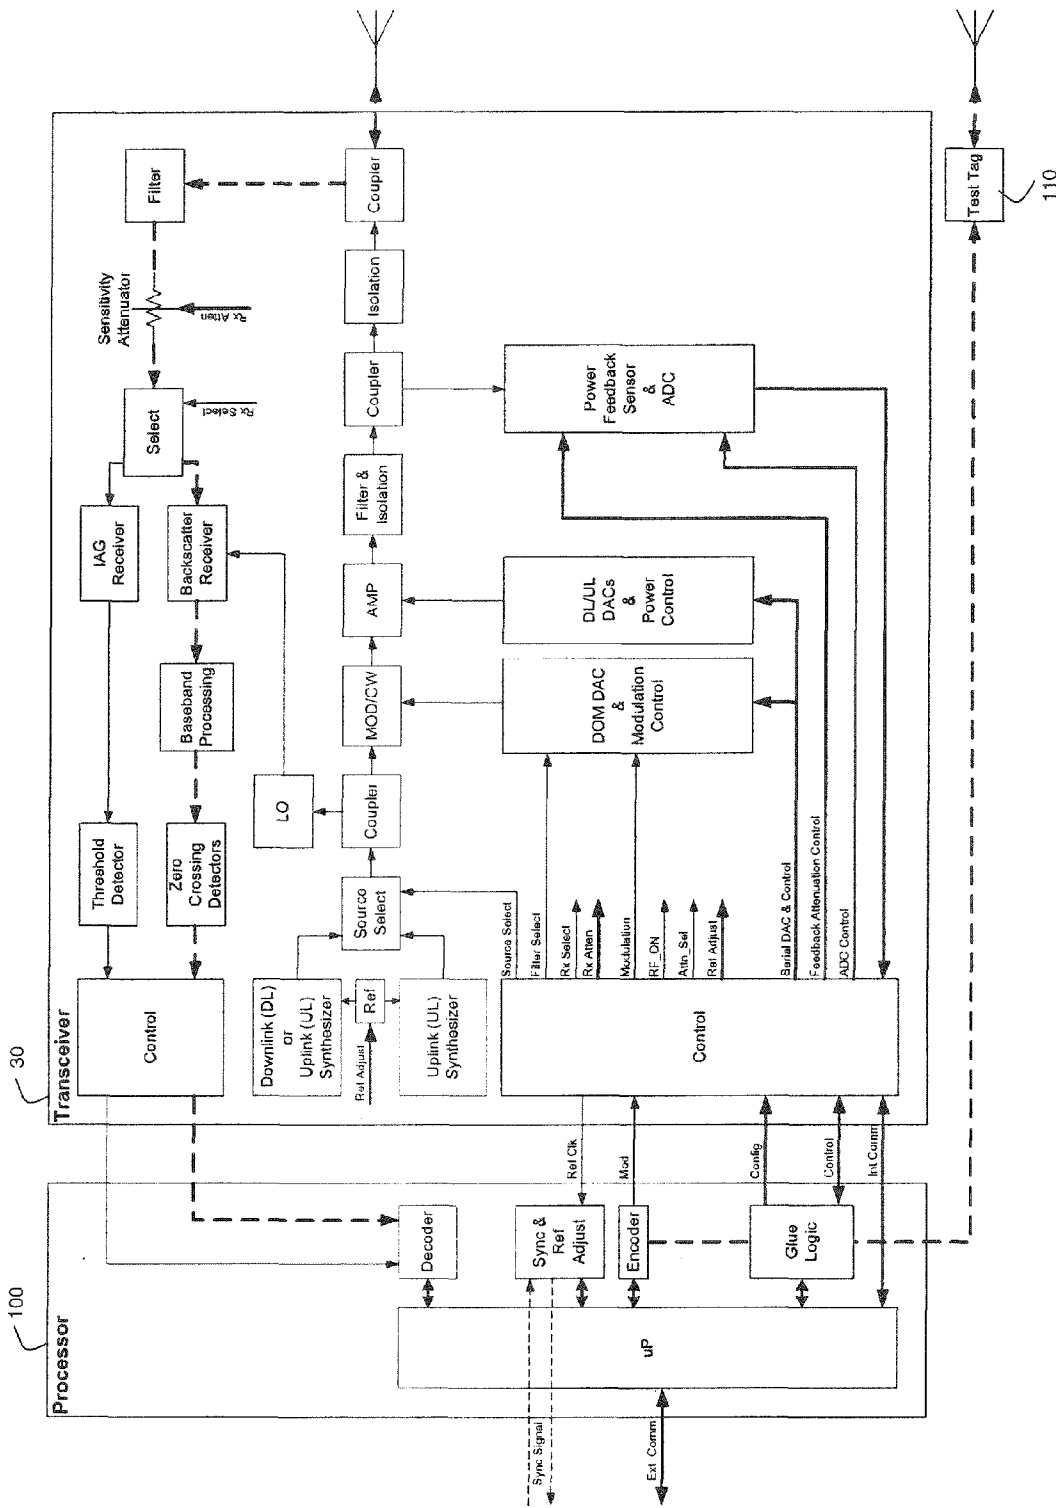 100
Processor
uP
Ext Comm
Sync Signal
Decoder
Sync &
Ref
Adjust
Encoder
Glue
Logic
Ref Clk
Mod
Config
Control
Int Comm
30
Transceiver
Control
Threshold
Detector
Zero
Crossing
Detectors
Baseband
Processing
IAG
Receiver
Backscatter
Receiver
Select
Rx Select
Sensitivity
Attenuator
Rx Atten
Filter
Downlink (DL)
or
Uplink (UL)
Synthesizer
Ref
Ref Adjust
Uplink (UL)
Synthesizer
Source
Select
LO
Coupler
MOD/CW
AMP
Filter &
Isolation
Coupler
Isolation
Coupler
Control
Source Select
Filter Select
Rx Select
Rx Atten
Modulation
RF_ON
Attn_Sel
Ref Adjust
Serial DAC & Control
Feedback Attenuation Control
ADC Control
DOM DAC
&
Modulation
Control
DL/UL
DACs
&
Power
Control
Power
Feedback
Sensor
&
ADC
Test Tag
110